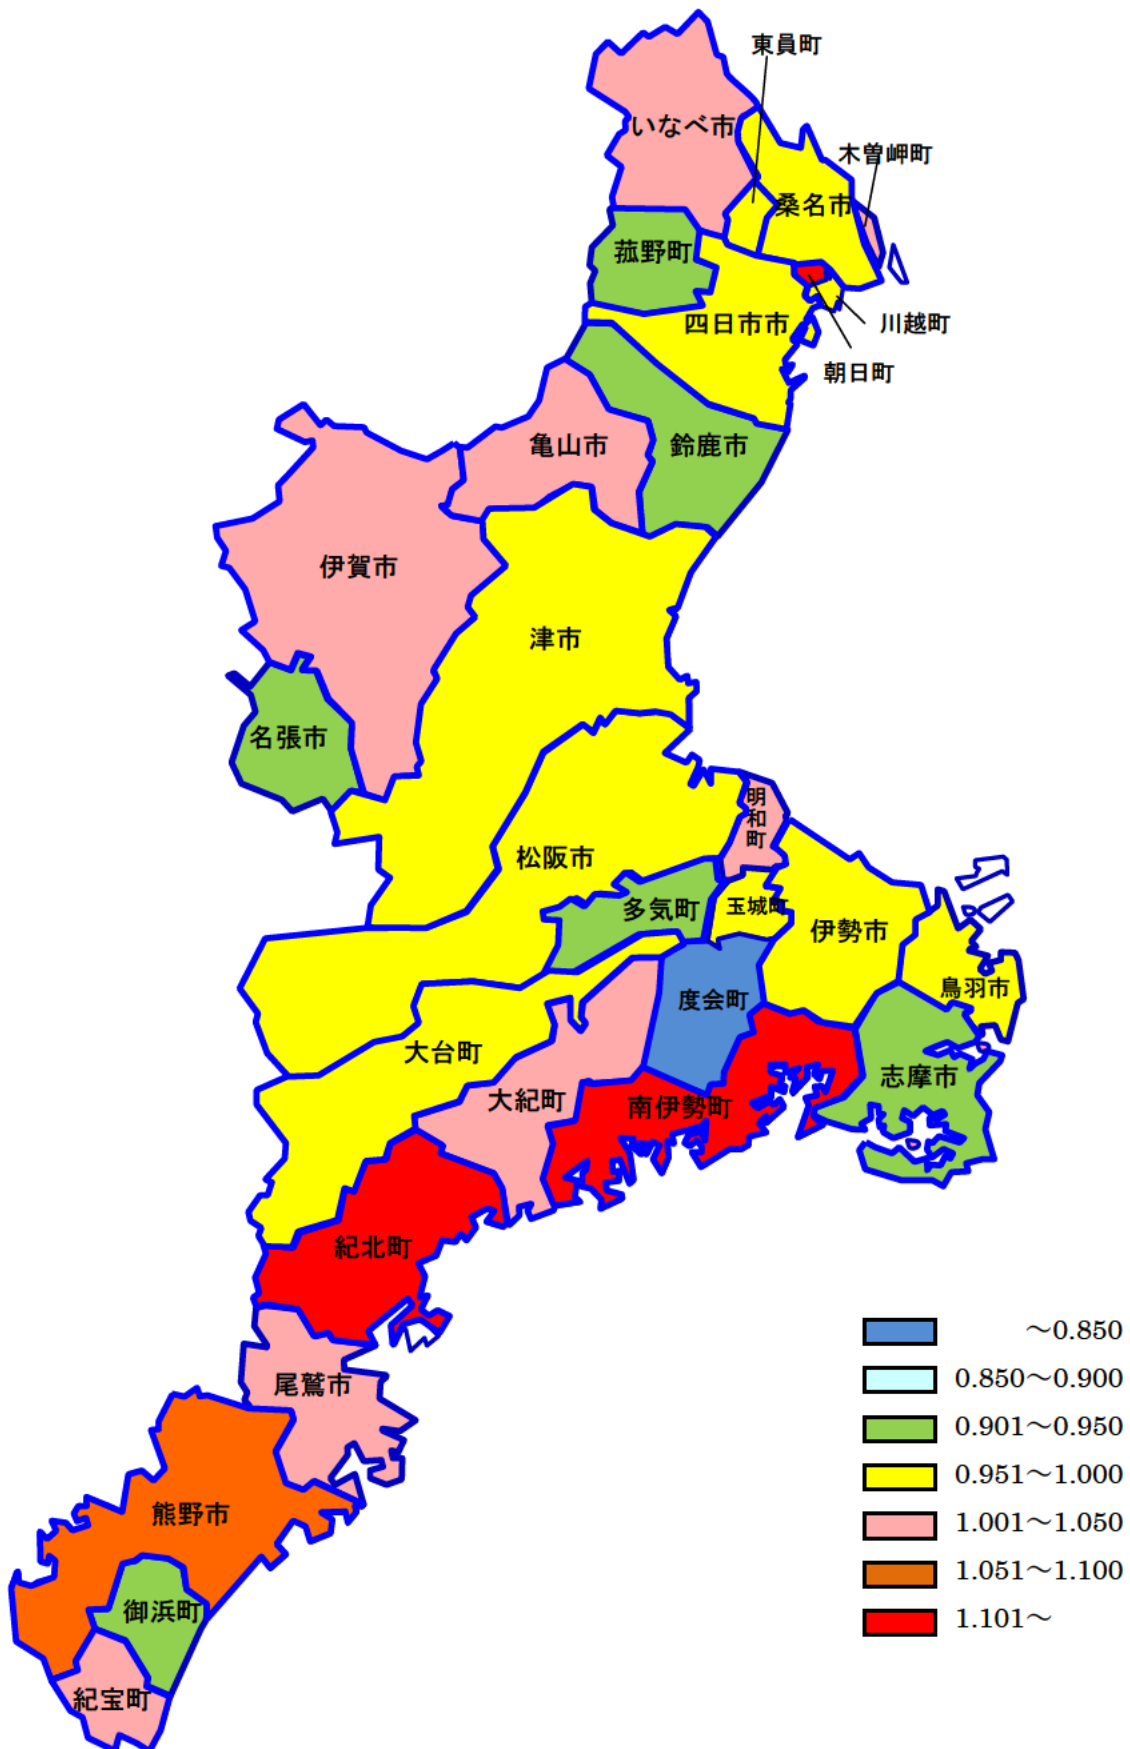 東員町
いなべ市
木曽岬町
桑名市
菰野町
四日市市
川越町
朝日町
亀山市
鈴鹿市
伊賀市
津市
名張市
明和町
松阪市
多気町
玉城町
伊勢市
鳥羽市
度会町
大台町
志摩市
大紀町
南伊勢町
紀北町
尾鷲市
熊野市
御浜町
紀宝町
～0.850
0.850～0.900
0.901～0.950
0.951～1.000
1.001～1.050
1.051～1.100
1.101～